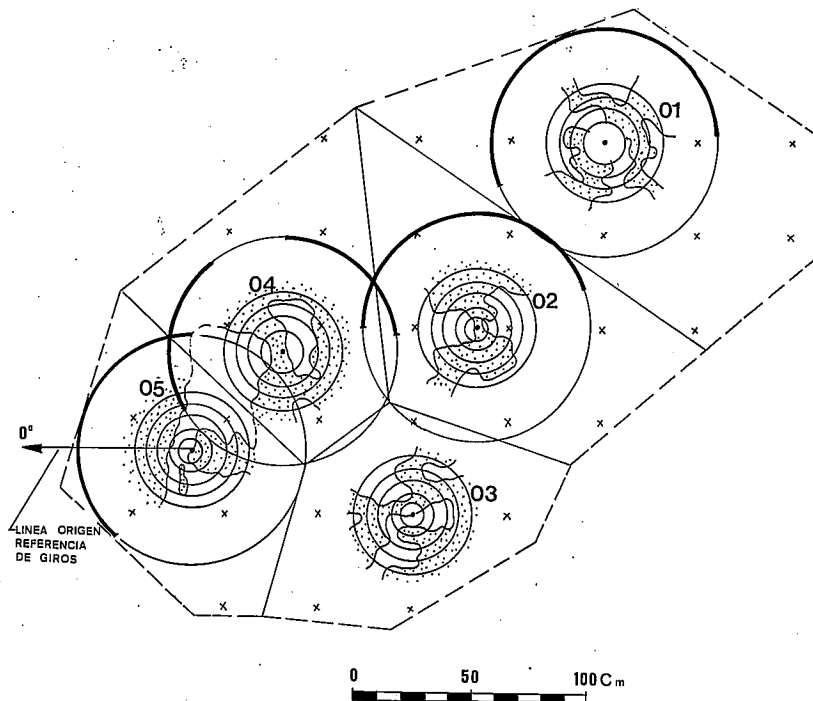 01
04
02
05
0°
03
LINEA ORIGEN
REFERENCIA
DE GIROS
0 50 100 Cm